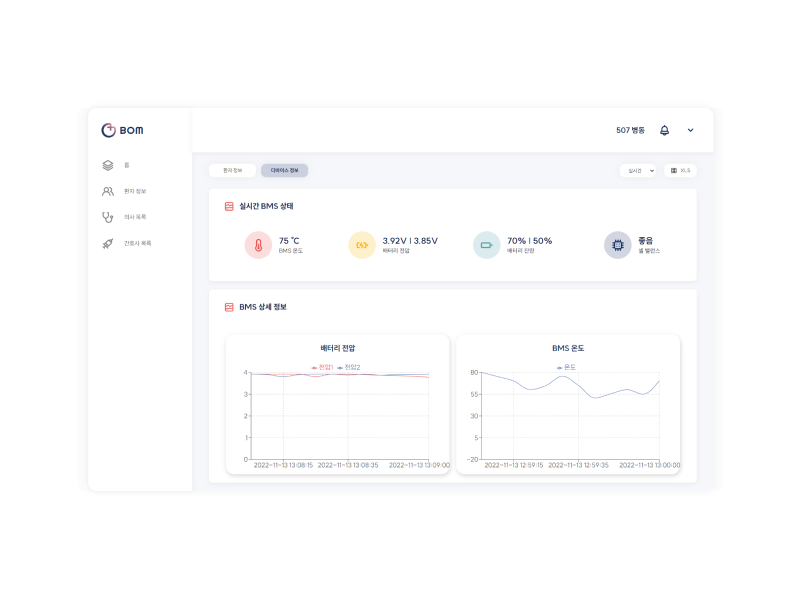 BOM
507 병동
홈
환자 정보
의사 목록
간호사 목록
환자 정보
디바이스 정보
실시간
XLS
실시간 BMS 상태
75 ℃
BMS 온도
3.92V | 3.85V
배터리 전압
70% | 50%
배터리 잔량
좋음
셀 밸런스
BMS 상세 정보
배터리 전압
전압1 전압2
4
3
2
1
0
2022-11-13 13:08:15 2022-11-13 13:08:35 2022-11-13 13:09:00
BMS 온도
온도
80
55
30
5
-20
2022-11-13 12:59:15 2022-11-13 12:59:35 2022-11-13 13:00:00